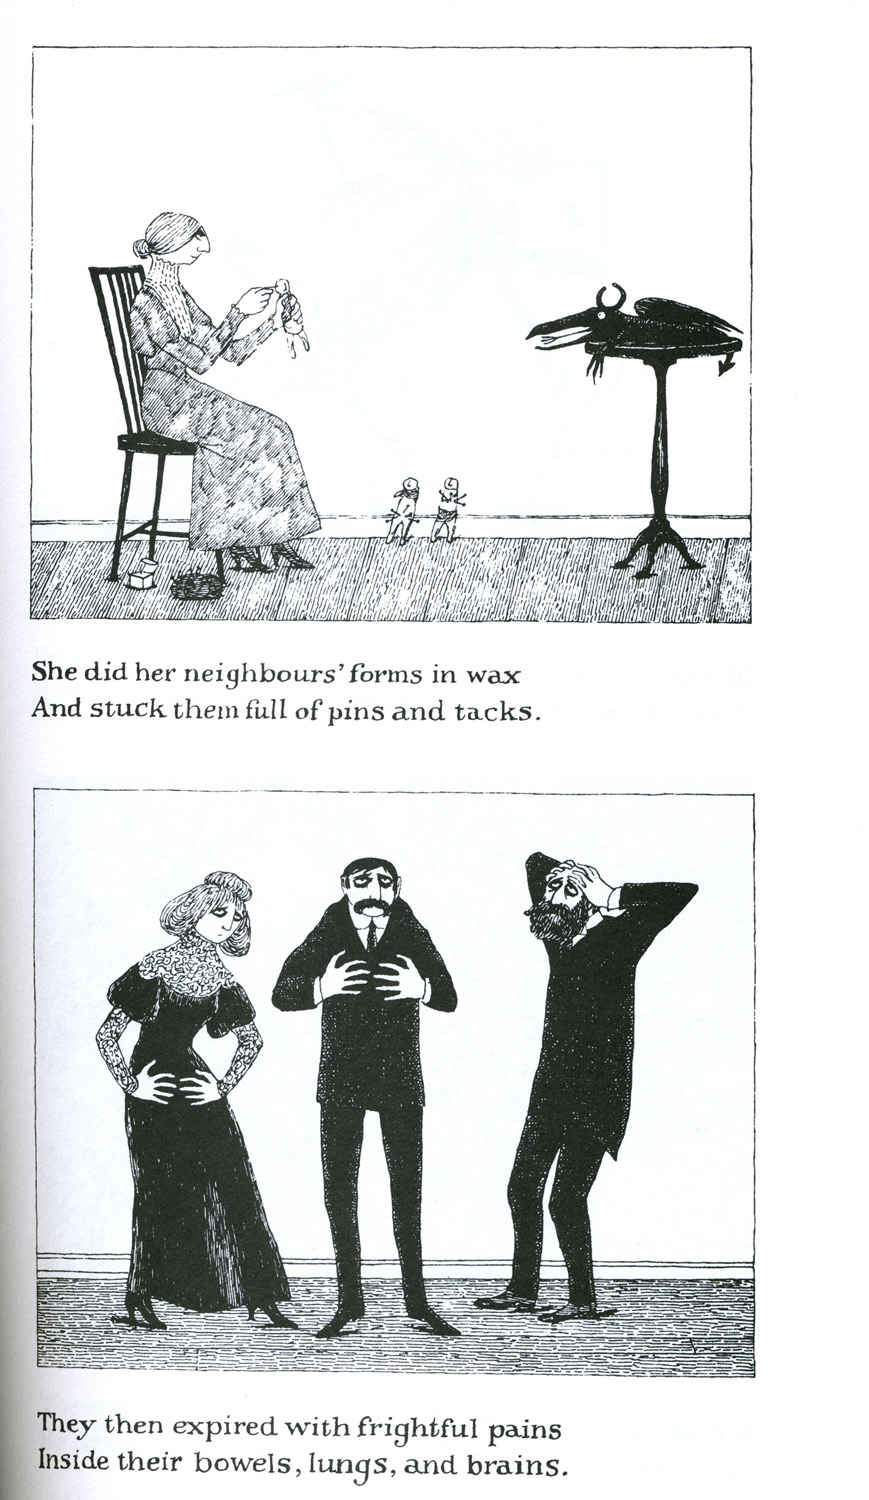 She did her neighbours' forms in wax
And stuck them full of pins and tacks.
They then expired with frightful pains
Inside their bowels, lungs, and brains.